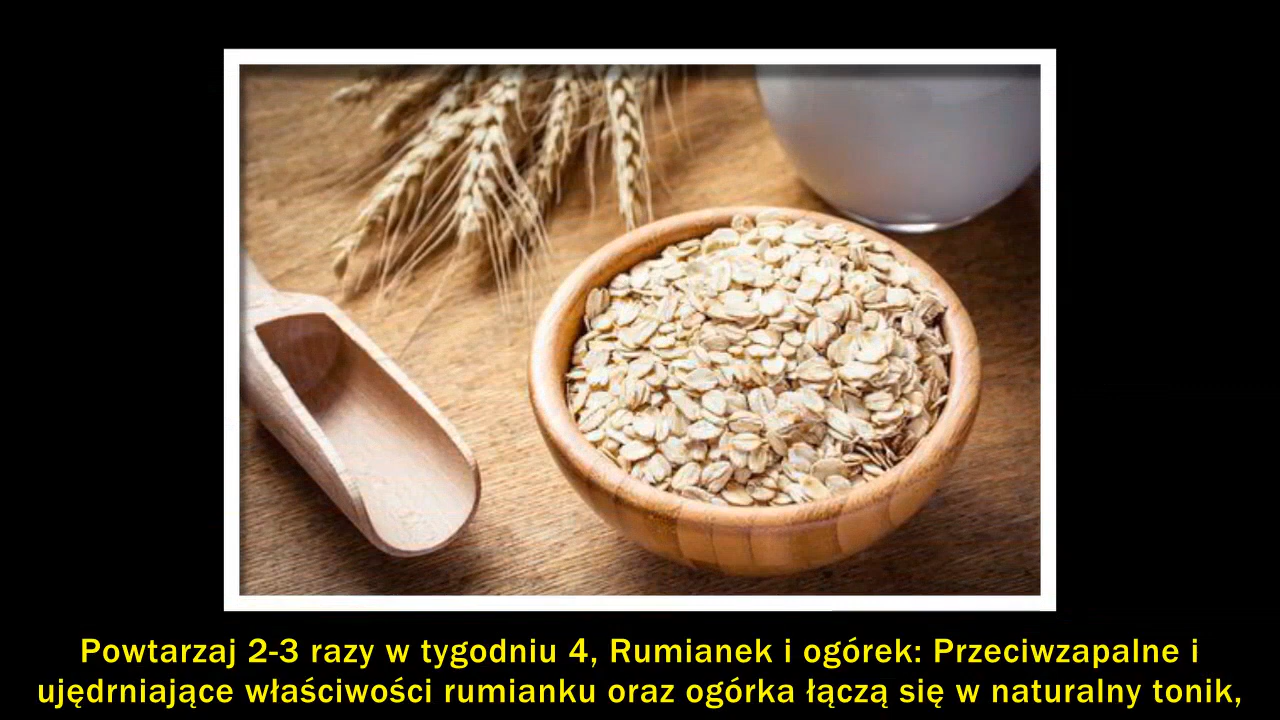 Powtarzaj 2-3 razy w tygodniu 4, Rumianek i ogórek: Przeciwzapalne i
ujędrniające właściwości rumianku oraz ogórka łączą się w naturalny tonik,